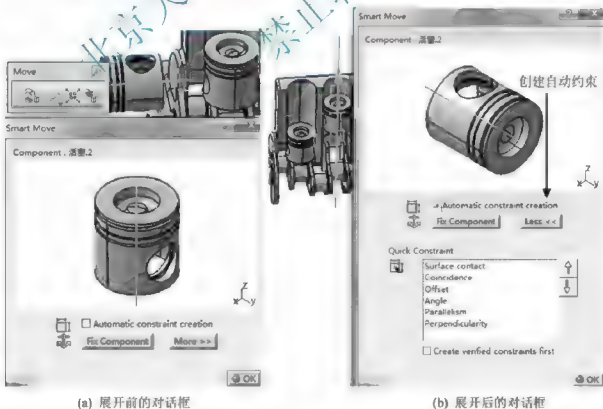 Move
Smart Move
Component . 活塞.2
Automatic constraint creation
Fix Component
More >>
OK
(a) 展开前的对话框
Smart Move
Component . 活塞.2
创建自动约束
Automatic constraint creation
Fix Component
Less <<
Quick Constraint
Surface contact
Coincidence
Offset
Angle
Parallelism
Perpendicularity
Create verified constraints first
OK
(b) 展开后的对话框